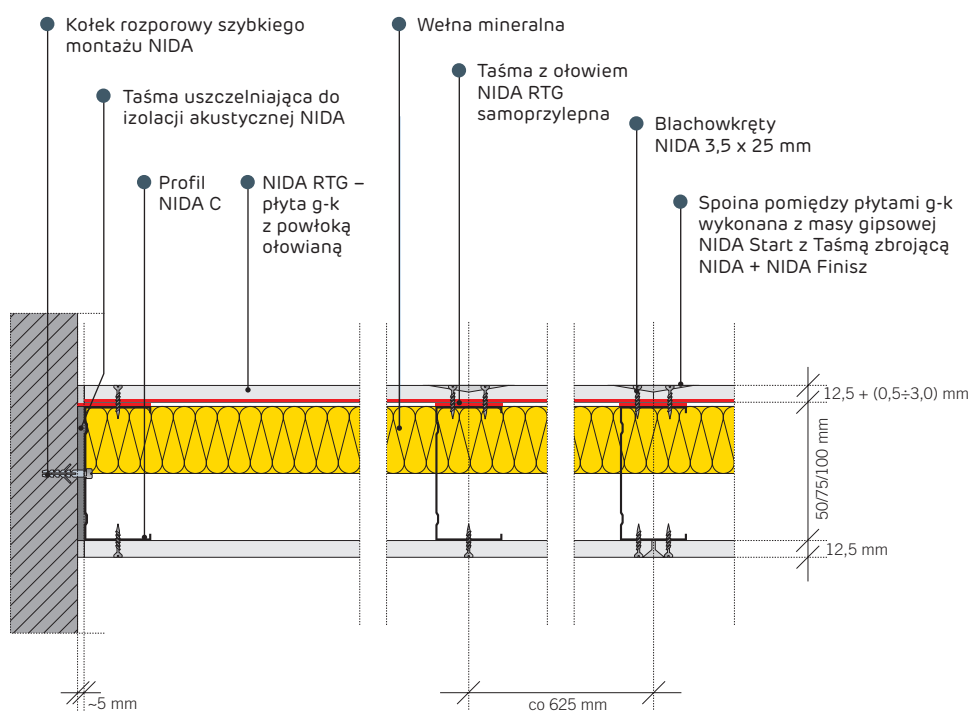 Kołek rozporowy szybkiego
montażu NIDA
Wełna mineralna
Taśma z ołowiem
NIDA RTG
samoprzylepna
Taśma uszczelniająca do
izolacji akustycznej NIDA
Blachowkręty
NIDA 3,5 x 25 mm
Profil
NIDA C
NIDA RTG –
płyta g-k
z powłoką
ołowianą
Spoina pomiędzy płytami g-k
wykonana z masy gipsowej
NIDA Start z Taśmą zbrojącą
NIDA + NIDA Finisz
12,5 + (0,5÷3,0) mm
50/75/100 mm
12,5 mm
~5 mm
co 625 mm